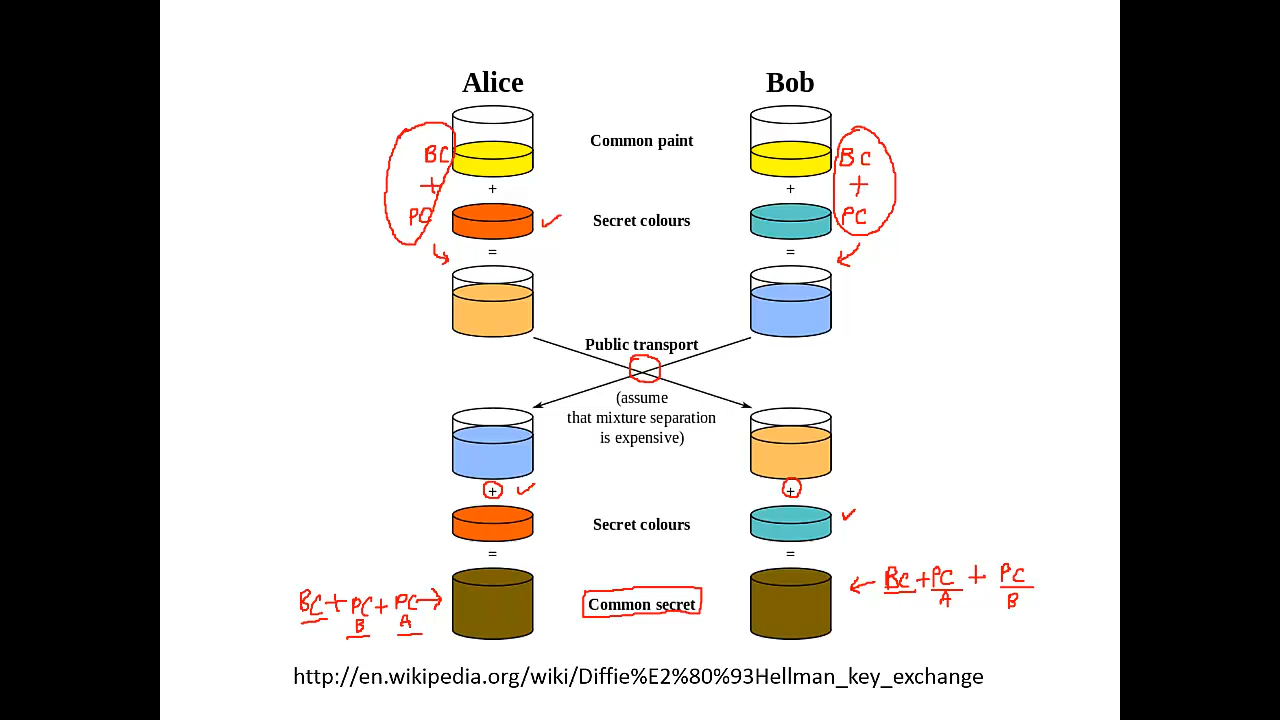 Alice
Bob
Common paint
BC
+
PC
BC
+
PC
+
+
Secret colours
=
=
Public transport
(assume
that mixture separation
is expensive)
+
+
Secret colours
=
=
BC+PC+PC
B
A
Common secret
BC+PC+PC
A
B
http://en.wikipedia.org/wiki/Diffie%E2%80%93Hellman_key_exchange